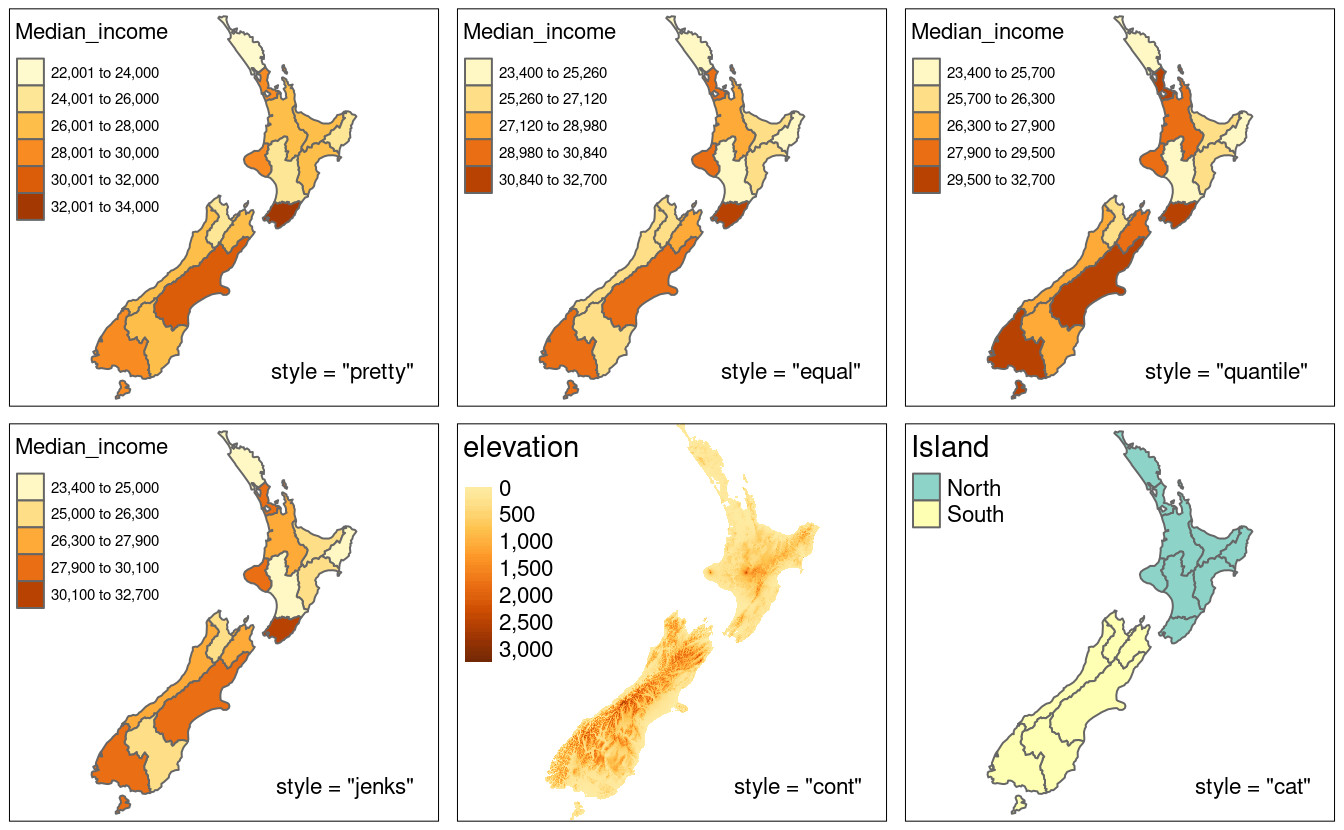 Median_income
22,001 to 24,000
24,001 to 26,000
26,001 to 28,000
28,001 to 30,000
30,001 to 32,000
32,001 to 34,000
style = "pretty"
Median_income
23,400 to 25,260
25,260 to 27,120
27,120 to 28,980
28,980 to 30,840
30,840 to 32,700
style = "equal"
Median_income
23,400 to 25,700
25,700 to 26,300
26,300 to 27,900
27,900 to 29,500
29,500 to 32,700
style = "quantile"
Median_income
23,400 to 25,000
25,000 to 26,300
26,300 to 27,900
27,900 to 30,100
30,100 to 32,700
style = "jenks"
elevation
0
500
1,000
1,500
2,000
2,500
3,000
style = "cont"
Island
North
South
style = "cat"